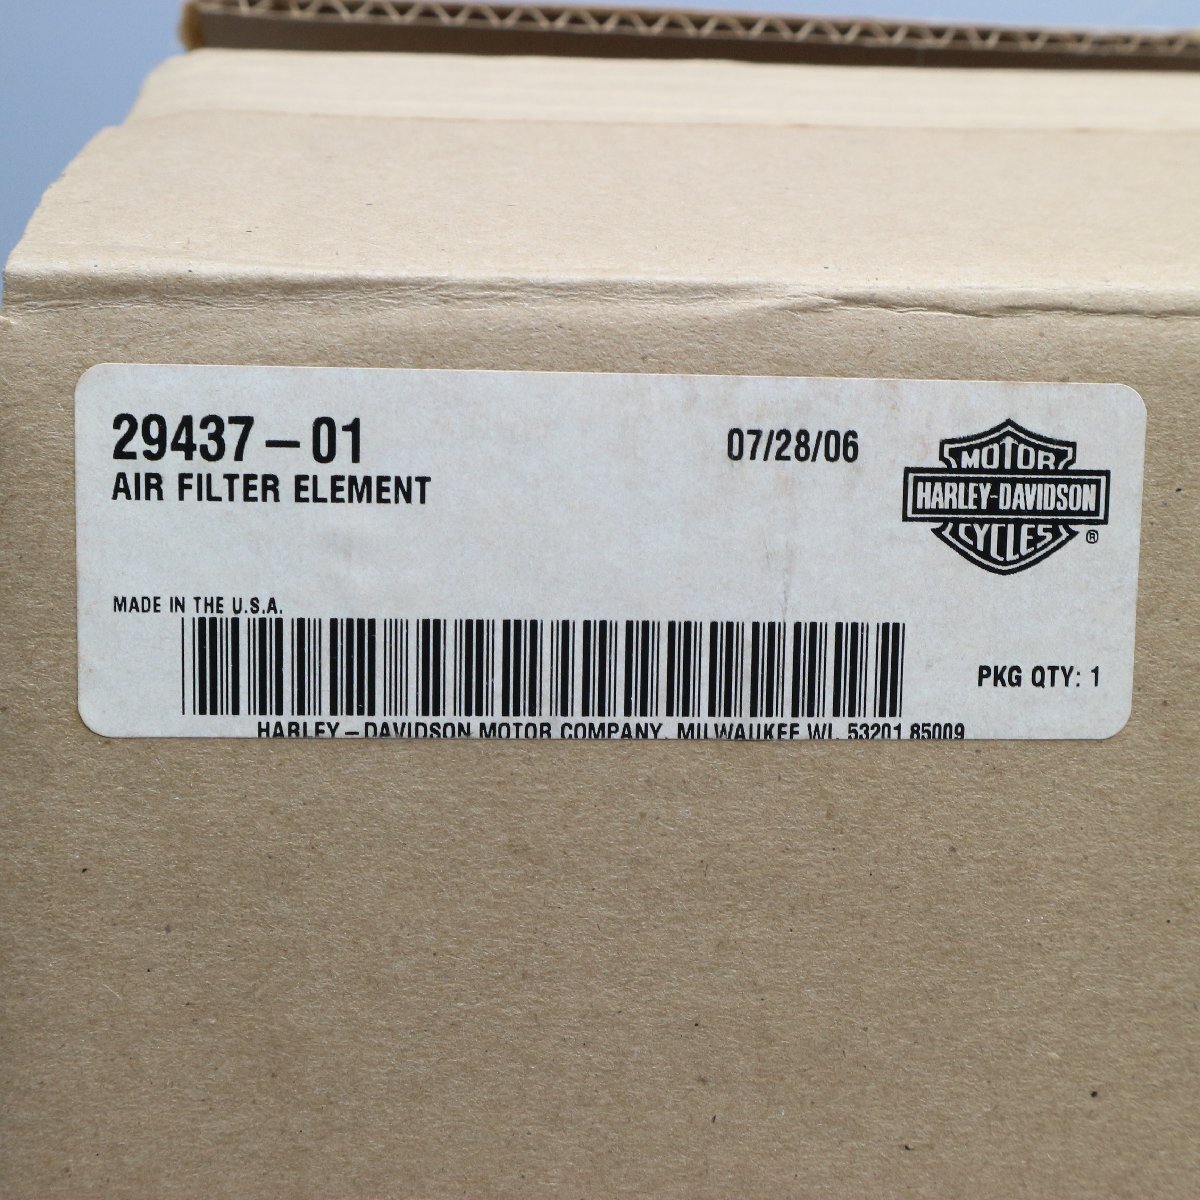 29437-01
AIR FILTER ELEMENT
07/28/06
MOTOR
HARLEY-DAVIDSON
CYCLES
®
MADE IN THE U.S.A.
PKG QTY: 1
HARLEY-DAVIDSON MOTOR COMPANY, MILWAUKEE WI. 53201 85009